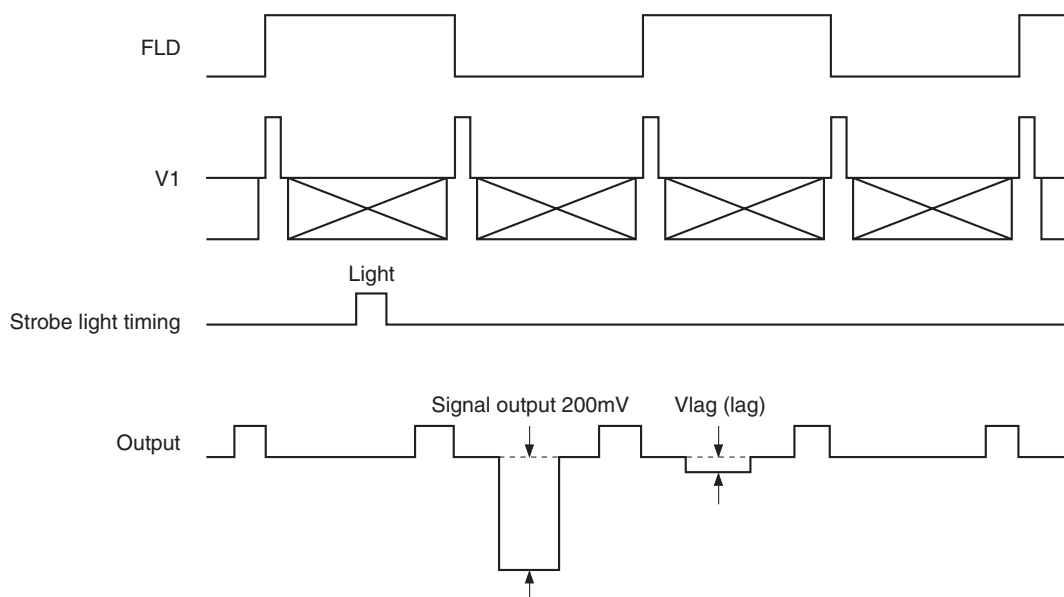 FLD
V1
Light
Strobe light timing
Signal output 200mV
Vlag (lag)
Output